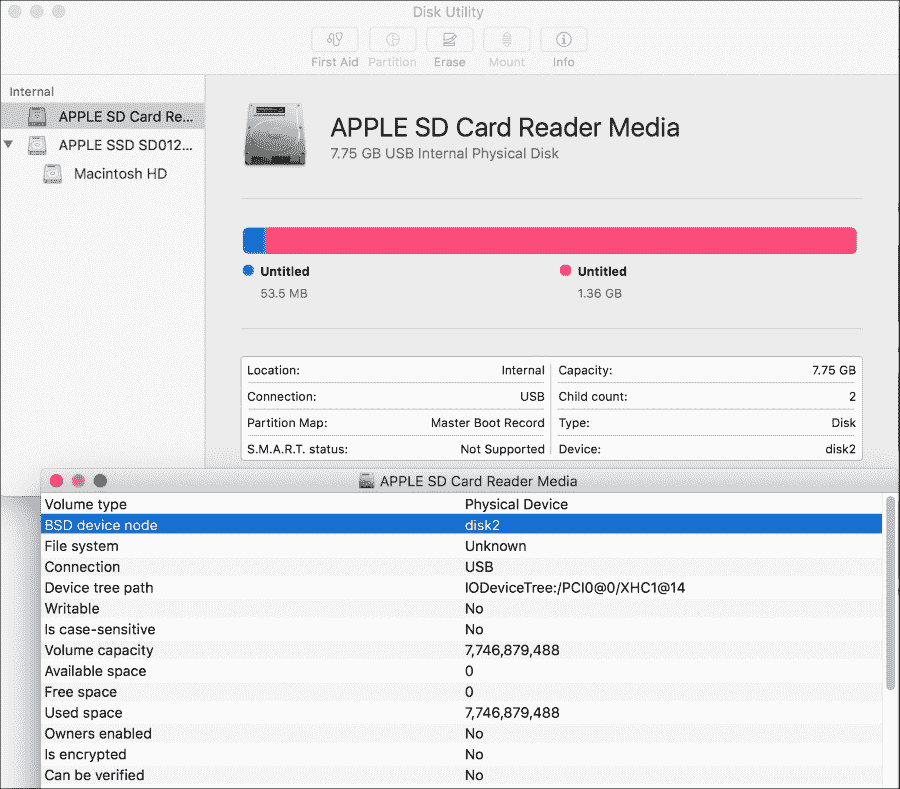 Disk Utility
First Aid Partition Erase Mount Info
Internal
APPLE SD Card Re...
APPLE SSD SD012...
Macintosh HD
APPLE SD Card Reader Media
7.75 GB USB Internal Physical Disk
Untitled
53.5 MB
Untitled
1.36 GB
Location: Internal
Connection: USB
Partition Map: Master Boot Record
S.M.A.R.T. status: Not Supported
Capacity: 7.75 GB
Child count: 2
Type: Disk
Device: disk2
APPLE SD Card Reader Media
Volume type Physical Device
BSD device node disk2
File system Unknown
Connection USB
Device tree path IODeviceTree:/PCI0@0/XHC1@14
Writable No
Is case-sensitive No
Volume capacity 7,746,879,488
Available space 0
Free space 0
Used space 7,746,879,488
Owners enabled No
Is encrypted No
Can be verified No